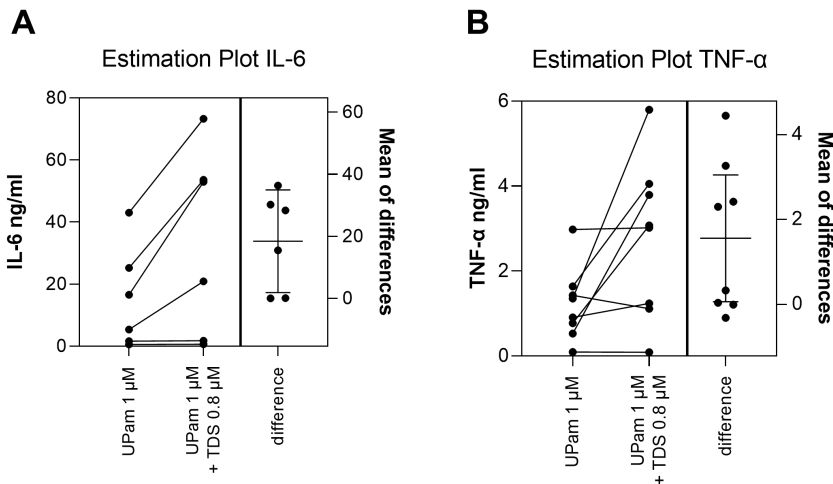 A
Estimation Plot IL-6
80
60
40
20
0
IL-6 ng/ml
60
40
20
0
Mean of differences
UPam 1 µM
UPam 1 µM
+ TDS 0.8 µM
difference
B
Estimation Plot TNF-α
6
4
2
0
TNF-α ng/ml
4
2
0
Mean of differences
UPam 1 µM
UPam 1 µM
+ TDS 0.8 µM
difference